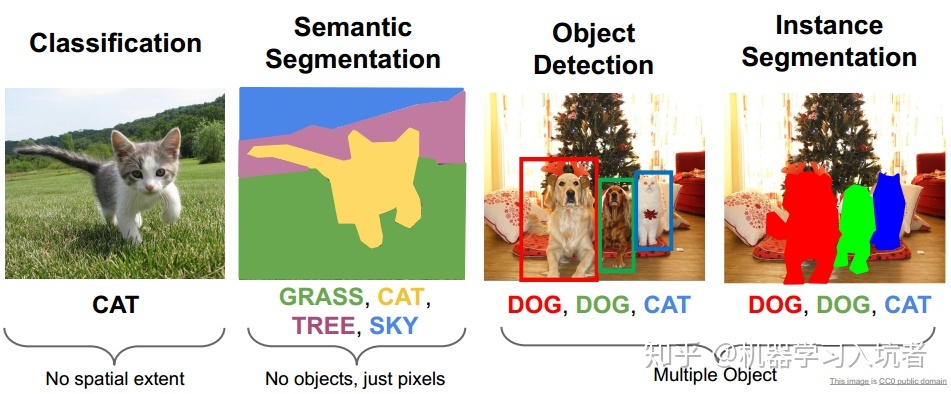 Classification
Semantic
Segmentation
Object
Detection
Instance
Segmentation
CAT
GRASS, CAT,
TREE, SKY
DOG, DOG, CAT
DOG, DOG, CAT
No spatial extent
No objects, just pixels
Multiple Object
知乎 @机器学习入坑者
This image is CC0 public domain